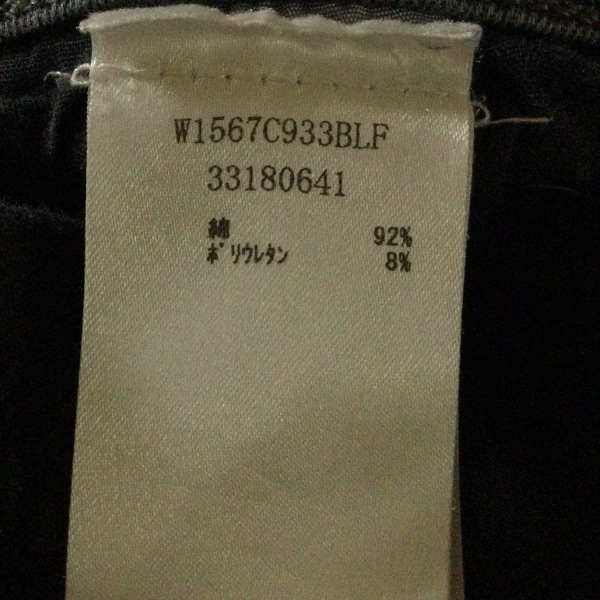 W1567C933BLF
33180641
綿 92%
ﾎﾟﾘｳﾚﾀﾝ 8%